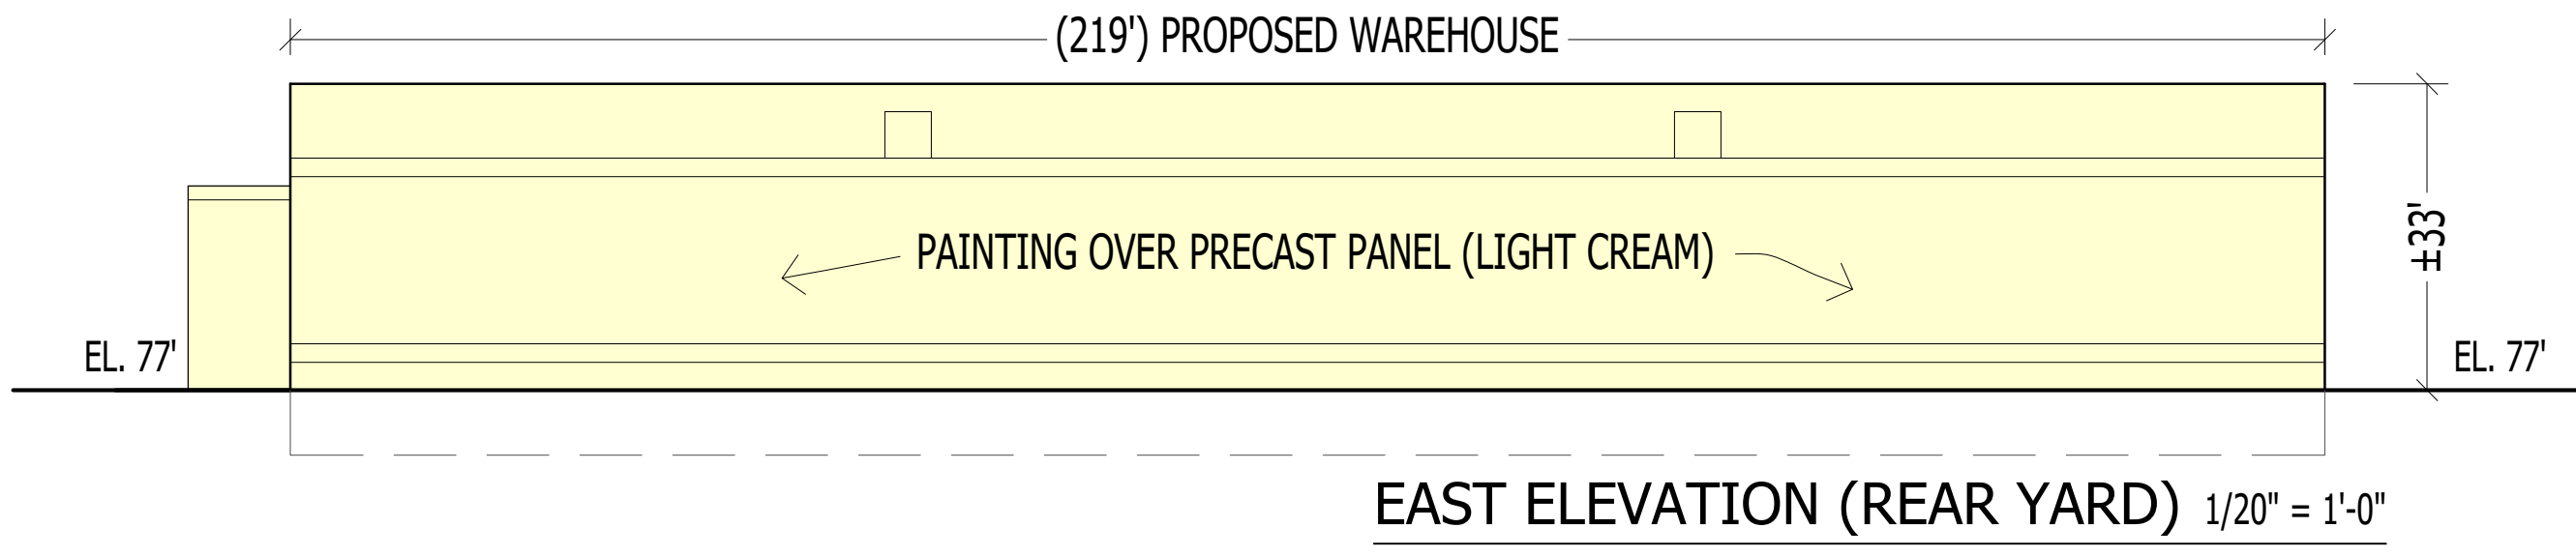 (219') PROPOSED WAREHOUSE
PAINTING OVER PRECAST PANEL (LIGHT CREAM)
±33'
EL. 77'
EL. 77'
EAST ELEVATION (REAR YARD) 1/20" = 1'-0"